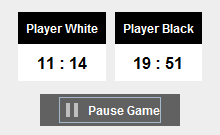 Player White
Player Black
11 : 14
19 : 51
Pause Game